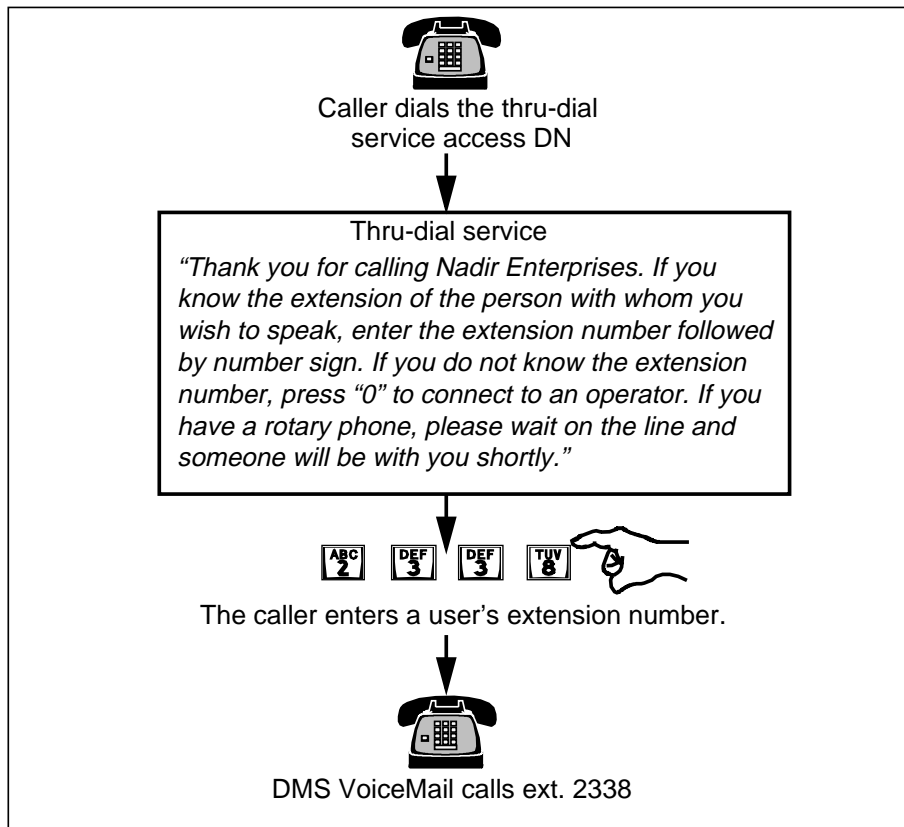 Caller dials the thru-dial
service access DN
Thru-dial service
“Thank you for calling Nadir Enterprises. If you
know the extension of the person with whom you
wish to speak, enter the extension number followed
by number sign. If you do not know the extension
number, press “0” to connect to an operator. If you
have a rotary phone, please wait on the line and
someone will be with you shortly.”
ABC DEF DEF TUV
2 3 3 8
The caller enters a user’s extension number.
DMS VoiceMail calls ext. 2338